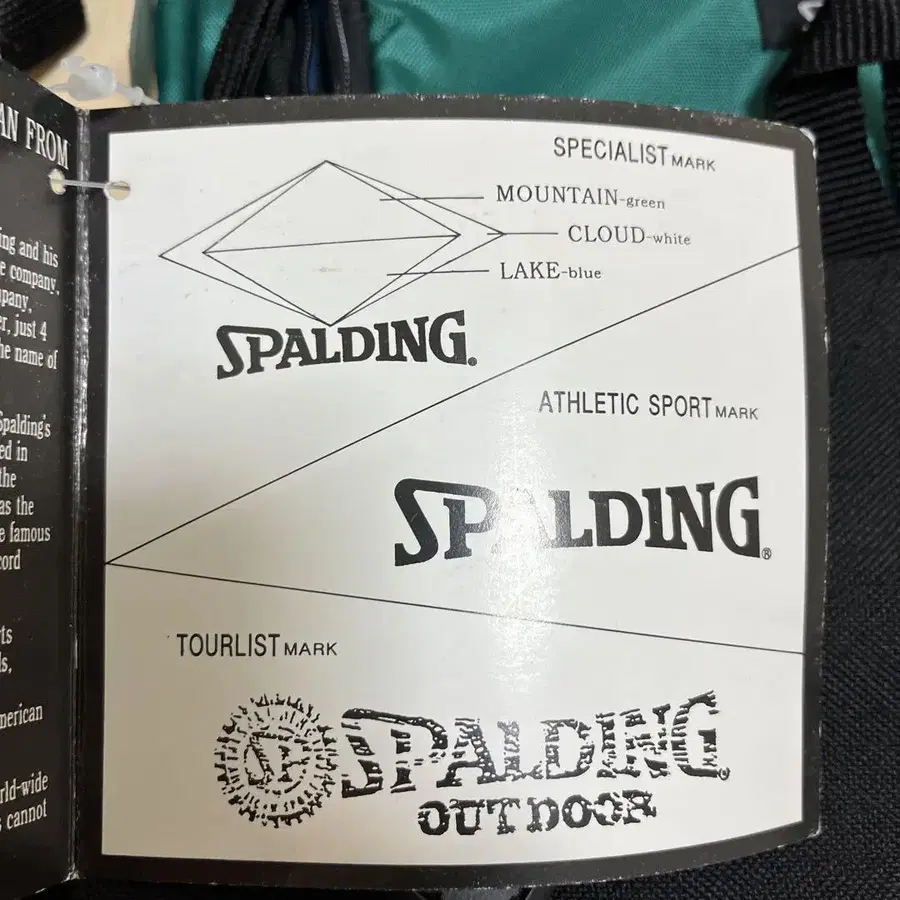 AN FROM
ing and his
e company,
pany,
er, just 4
he name of
Spalding's
ed in
the
as the
e famous
cord
rts
ls,
merican
rld-wide
s cannot
SPECIALIST MARK
MOUNTAIN-green
CLOUD-white
LAKE-blue
SPALDING®
ATHLETIC SPORT MARK
SPALDING®
TOURLIST MARK
SPALDING®
OUTDOOR